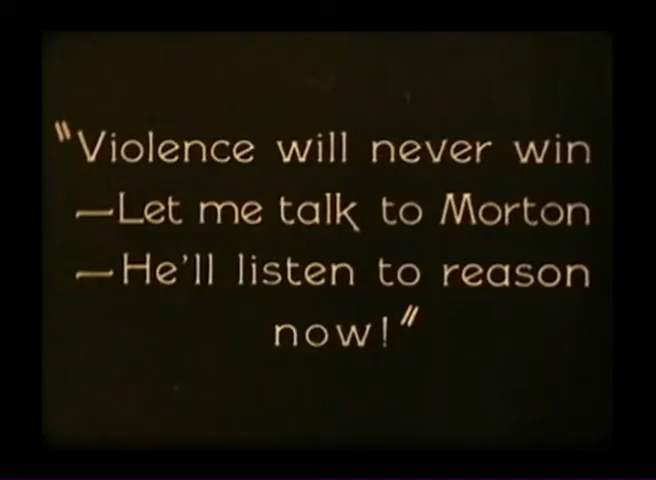 "Violence will never win
—Let me talk to Morton
—He'll listen to reason
now!"